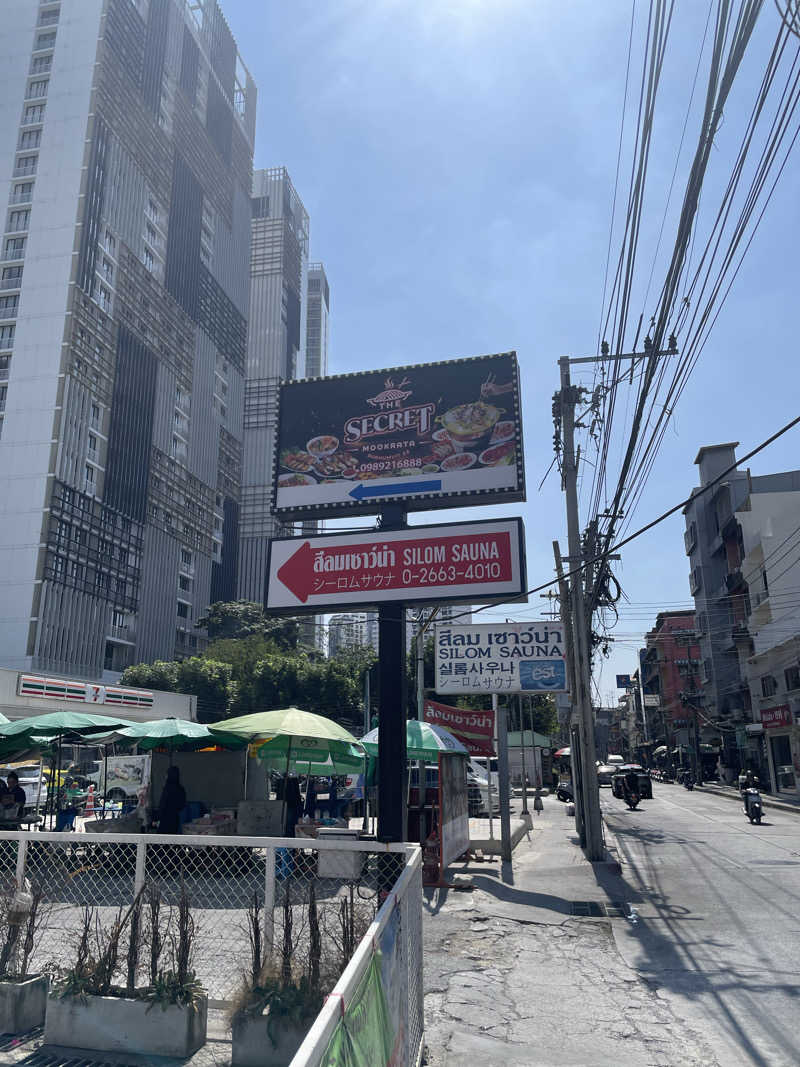 THE
SECRET
MOOKRATA
0989216888
สีลมเซาว์น่า SILOM SAUNA
シーロムサウナ 0-2663-4010
สีลม เซาว์น่า
SILOM SAUNA
실롬사우나
シーロムサウナ
est
7